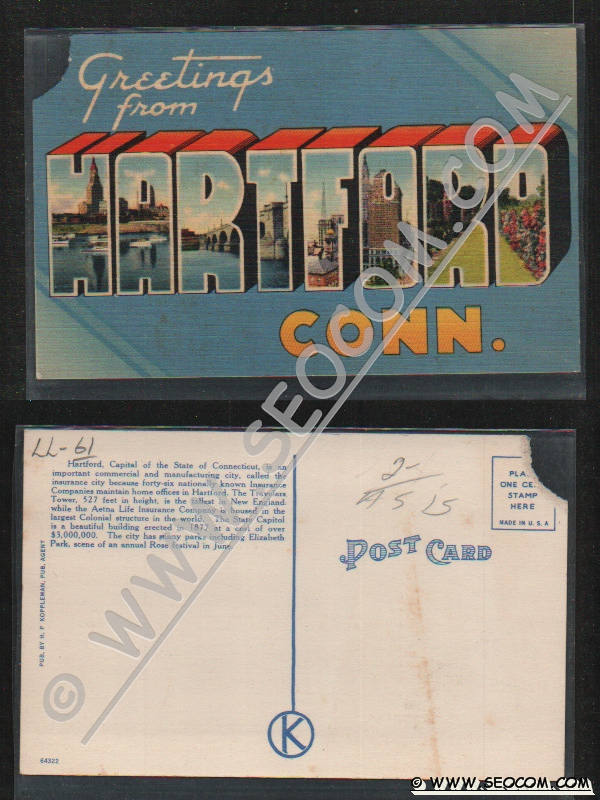 Greetings
from
HARTFORD
CONN.
© WWW.SEOCOM.COM
LL-61
Hartford, Capital of the State of Connecticut, is an
important commercial and manufacturing city, called the
insurance city because forty-six nationally known Insurance
Companies maintain home offices in Hartford. The Travelers
Tower, 527 feet in height, is the tallest in New England
while the Aetna Life Insurance Company is housed in the
largest Colonial structure in the world. The State Capitol
is a beautiful building erected in 1877 at a cost of over
$3,000,000. The city has many parks including Elizabeth
Park, scene of an annual Rose festival in June.
PUB. BY H. P. KOPPLEMAN, PUB. AGENT
64322
K
2-
POST CARD
PLA
ONE CE
STAMP
HERE
MADE IN U. S. A
© WWW.SEOCOM.COM